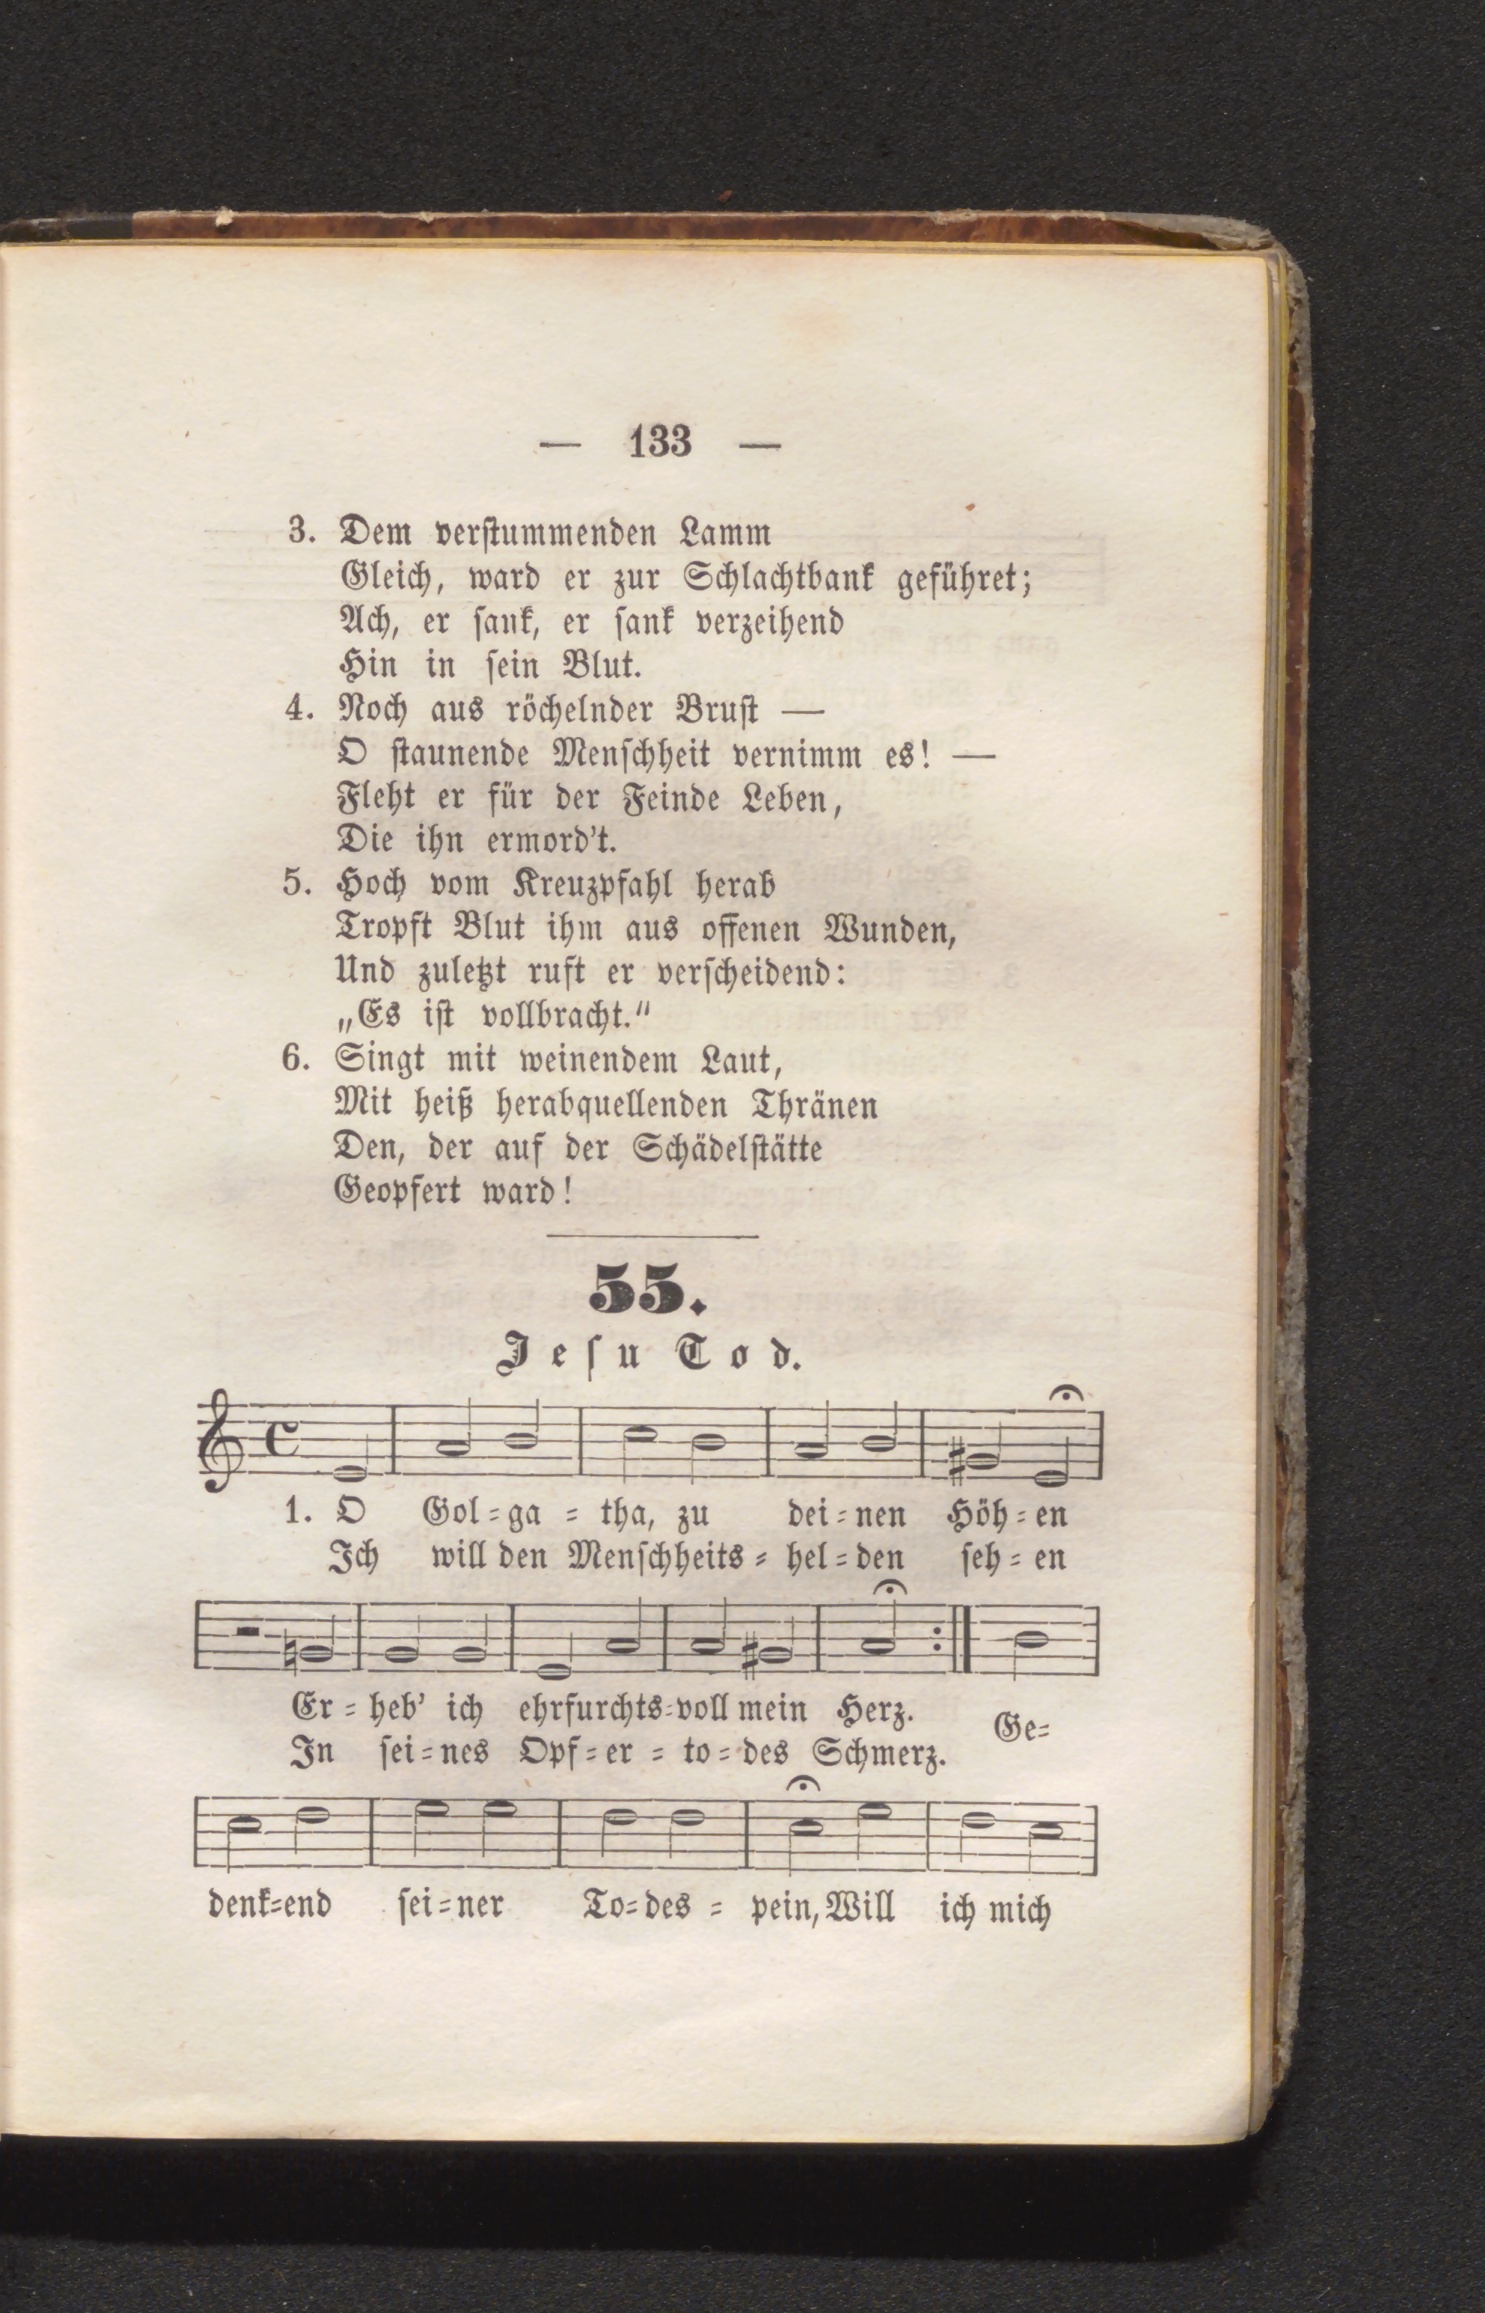 — 133 —
3. Dem verſtummenden Lamm
Gleich, ward er zur Schlachtbank geführet;
Ach, er ſank, er ſank verzeihend
Hin in ſein Blut.
4. Noch aus röchelnder Bruſt —
O ſtaunende Menſchheit vernimm es! —
Fleht er für der Feinde Leben,
Die ihn ermord't.
5. Hoch vom Kreuzpfahl herab
Tropft Blut ihm aus offenen Wunden,
Und zuletzt ruft er verſcheidend:
„Es iſt vollbracht.“
6. Singt mit weinendem Laut,
Mit heiß herabquellenden Thränen
Den, der auf der Schädelſtätte
Geopfert ward!
55.
Jeſu Tod.
1. O Gol-ga-tha, zu dei-nen Höh-en
Ich will den Menſchheits-hel-den ſeh-en
Er-heb' ich ehrfurchts-voll mein Herz.
In ſei-nes Opf-er-to-des Schmerz.
Ge-
denk-end ſei-ner To-des-pein, Will ich mich